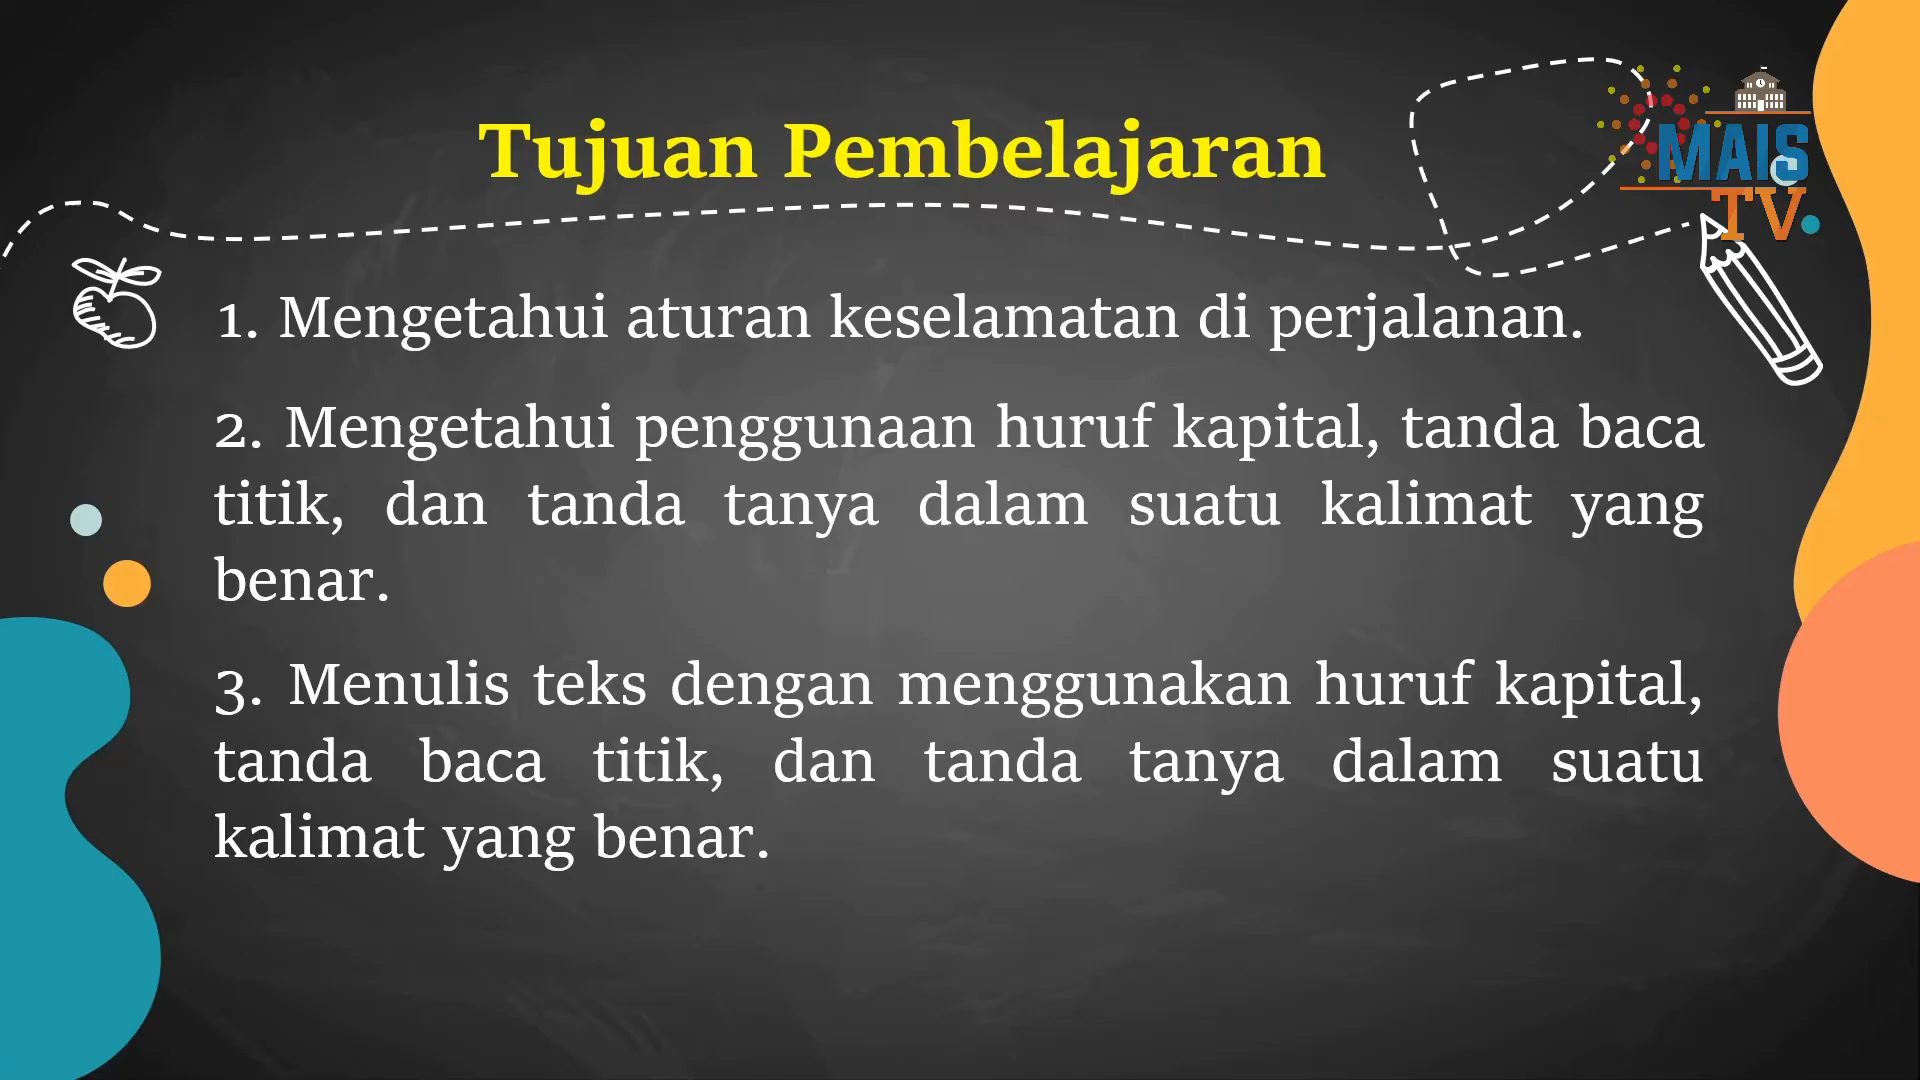 Tujuan Pembelajaran
MAIS
TV
1. Mengetahui aturan keselamatan di perjalanan.
2. Mengetahui penggunaan huruf kapital, tanda baca
titik, dan tanda tanya dalam suatu kalimat yang
benar.
3. Menulis teks dengan menggunakan huruf kapital,
tanda baca titik, dan tanda tanya dalam suatu
kalimat yang benar.